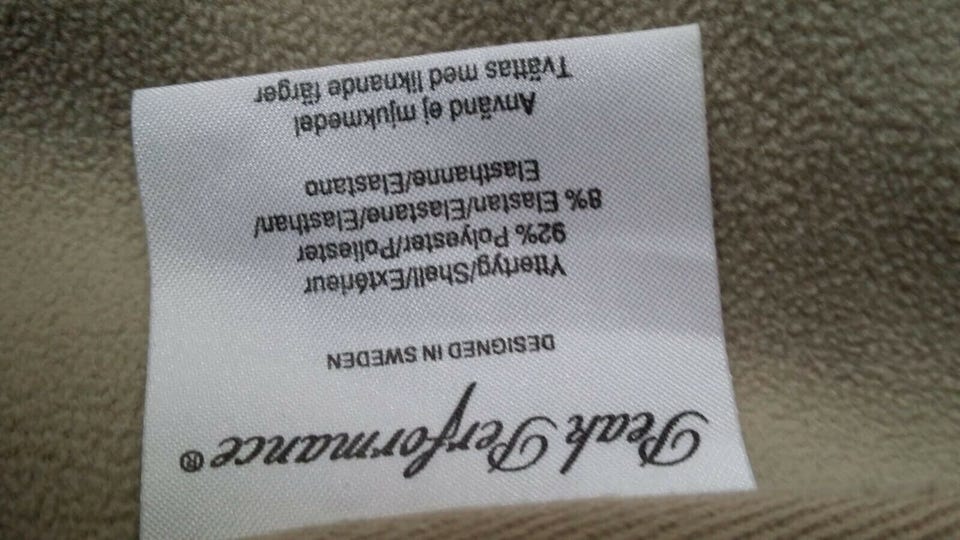 Peak Performance®
DESIGNED IN SWEDEN
Yttertyg/Shell/Extérieur
92% Polyester/Poliester
8% Elastan/Elastane/Elasthan/
Elasthanne/Elastano
Använd ej mjukmedel
Tvättas med liknande färger